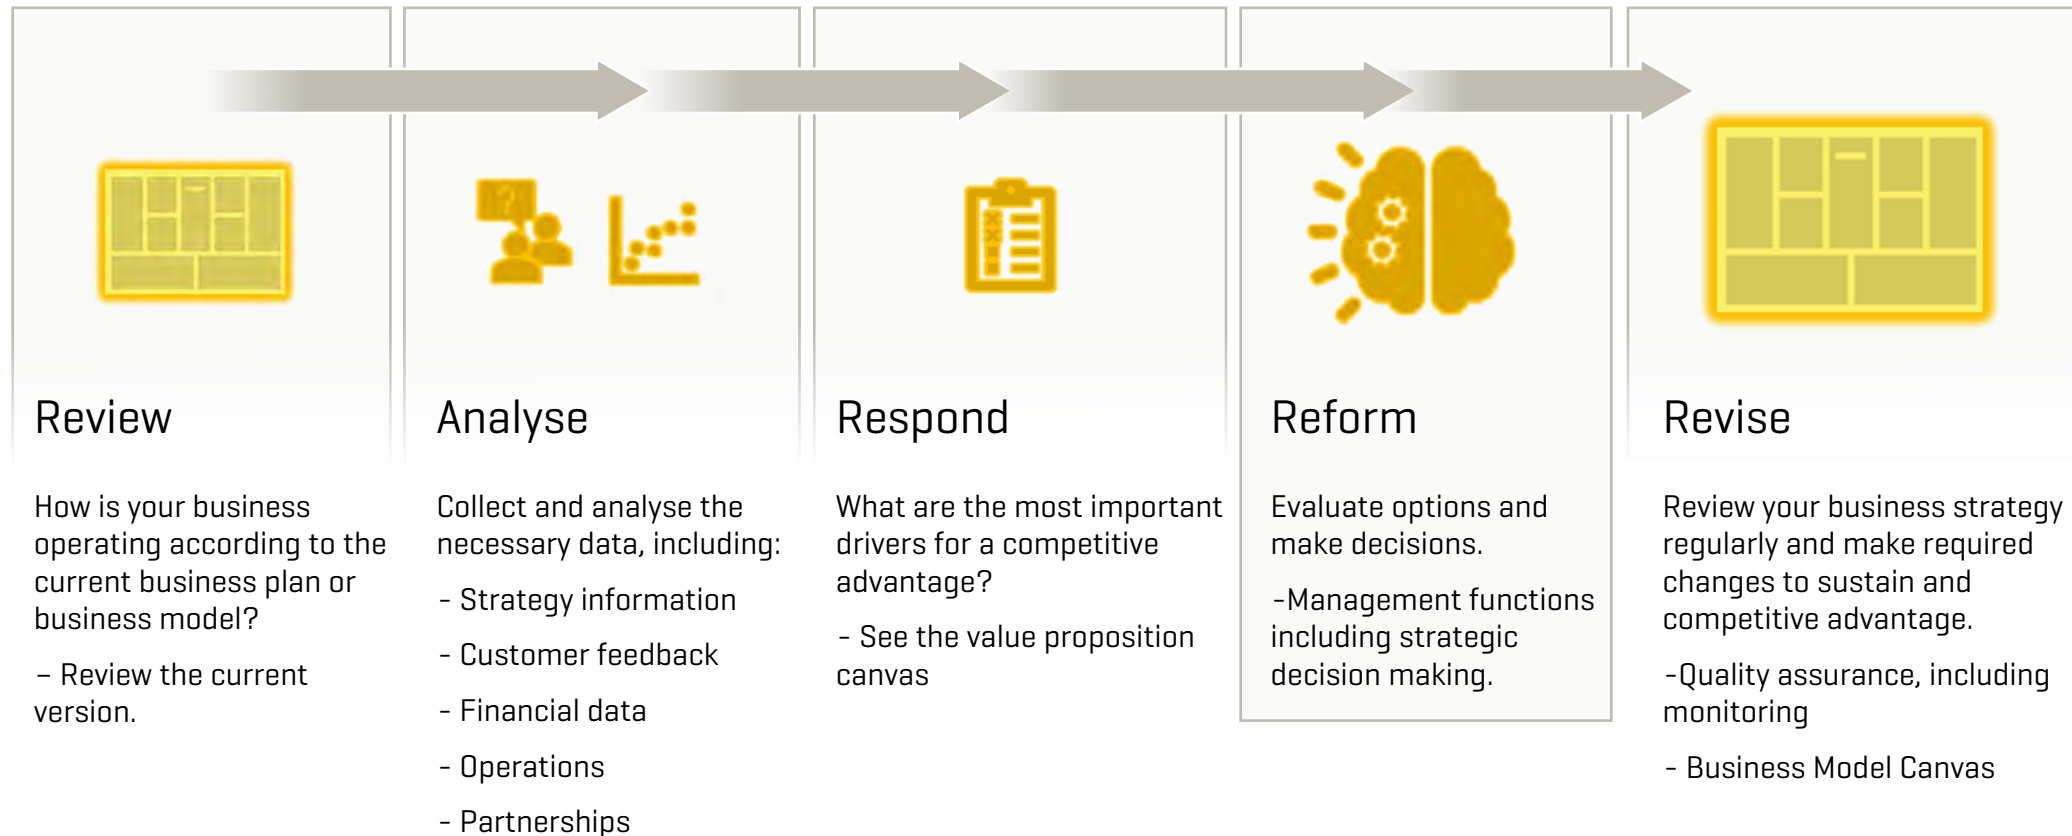 Review
How is your business
operating according to the
current business plan or
business model?
– Review the current
version.
Analyse
Collect and analyse the
necessary data, including:
- Strategy information
- Customer feedback
- Financial data
- Operations
- Partnerships
Respond
What are the most important
drivers for a competitive
advantage?
- See the value proposition
canvas
Reform
Evaluate options and
make decisions.
-Management functions
including strategic
decision making.
Revise
Review your business strategy
regularly and make required
changes to sustain and
competitive advantage.
-Quality assurance, including
monitoring
- Business Model Canvas